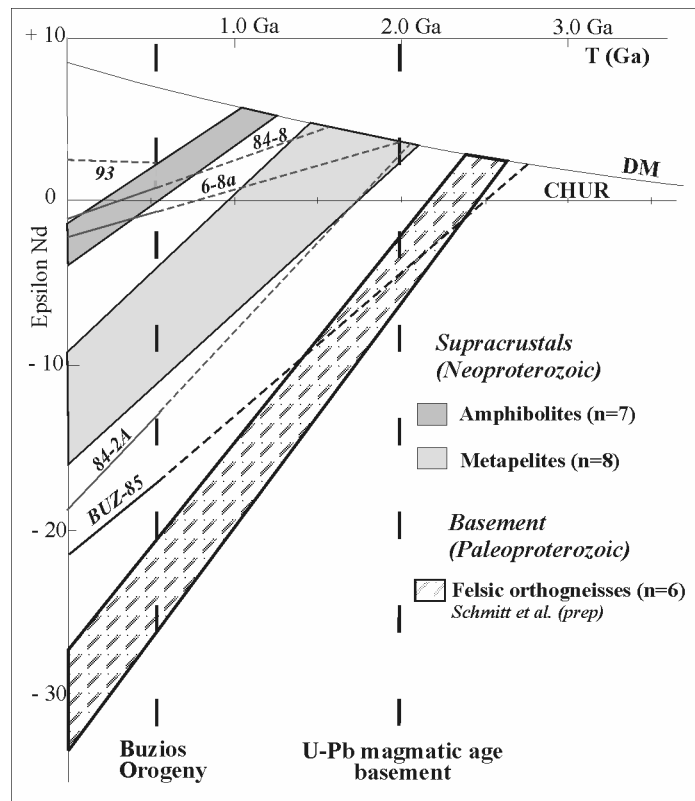 + 10
1.0 Ga
2.0 Ga
3.0 Ga
T (Ga)
84-8
93
6-8a
DM
CHUR
0
Epsilon Nd
- 10
Supracrustals
(Neoproterozoic)
Amphibolites (n=7)
Metapelites (n=8)
84-2A
BUZ-85
- 20
Basement
(Paleoproterozoic)
Felsic orthogneisses (n=6)
Schmitt et al. (prep)
- 30
Buzios
Orogeny
U-Pb magmatic age
basement